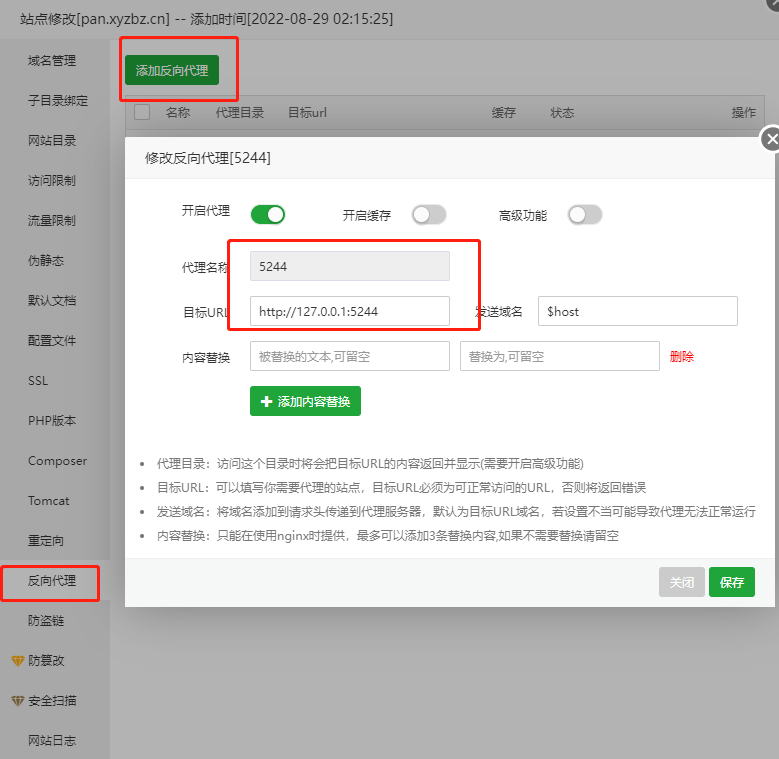 站点修改[pan.xyzbz.cn] -- 添加时间[2022-08-29 02:15:25]
域名管理
子目录绑定
网站目录
访问限制
流量限制
伪静态
默认文档
配置文件
SSL
PHP版本
Composer
Tomcat
重定向
反向代理
防盗链
防篡改
安全扫描
网站日志
添加反向代理
名称 代理目录 目标url 缓存 状态 操作
修改反向代理[5244]
开启代理 开启缓存 高级功能
代理名称 5244
目标URL http://127.0.0.1:5244 发送域名 $host
内容替换 被替换的文本,可留空 替换为,可留空 删除
添加内容替换
代理目录：访问这个目录时将会把目标URL的内容返回并显示(需要开启高级功能)
目标URL：可以填写你需要代理的站点，目标URL必须为可正常访问的URL，否则将返回错误
发送域名：将域名添加到请求头传递到代理服务器，默认为目标URL域名，若设置不当可能导致代理无法正常运行
内容替换：只能在使用nginx时提供，最多可以添加3条替换内容,如果不需要替换请留空
关闭 保存